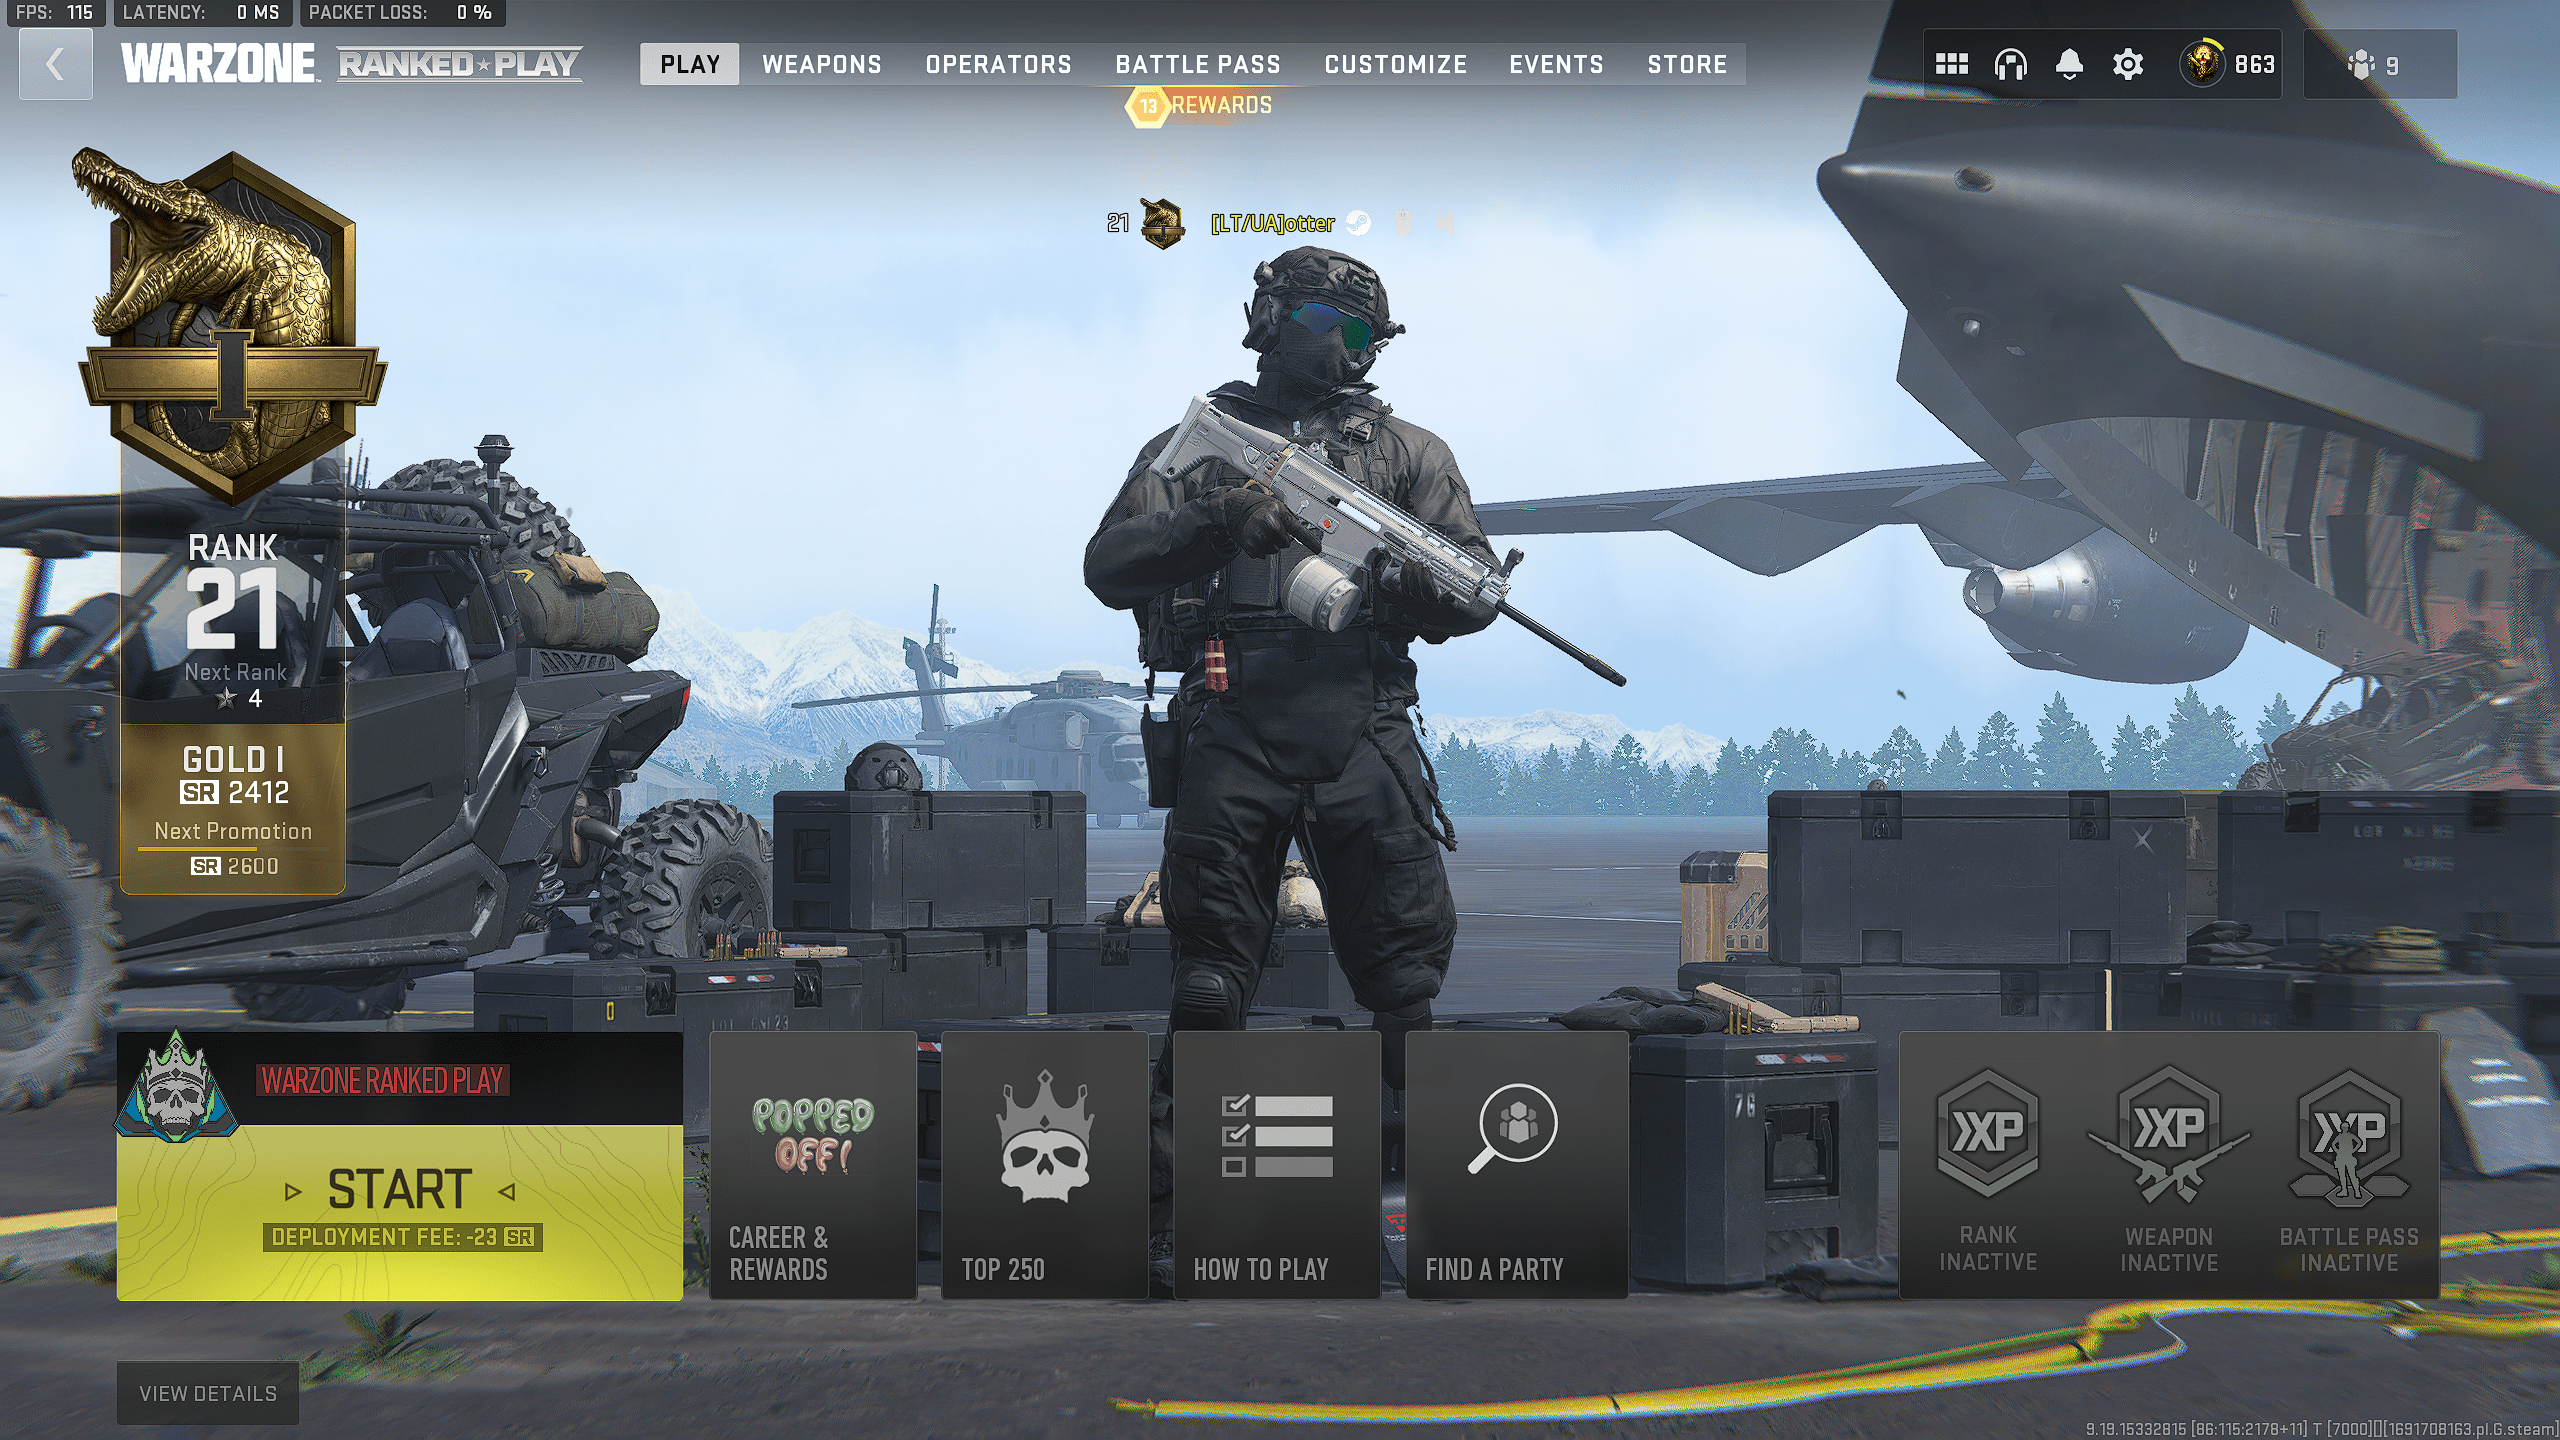 FPS: 115 LATENCY: 0 MS PACKET LOSS: 0 %
WARZONE RANKED PLAY
PLAY WEAPONS OPERATORS BATTLE PASS CUSTOMIZE EVENTS STORE
863
9
13 REWARDS
21 [LT/UA]otter
I
RANK
21
Next Rank
4
GOLD I
SR 2412
Next Promotion
SR 2600
WARZONE RANKED PLAY
START
DEPLOYMENT FEE: -23 SR
POPPED
OFF!
CAREER &
REWARDS
TOP 250
HOW TO PLAY
FIND A PARTY
76
XP
RANK
INACTIVE
XP
WEAPON
INACTIVE
XP
BATTLE PASS
INACTIVE
VIEW DETAILS
9.19.15332815 [86:115:2178+11] T [7000][][1691708163.pl.G.steam]